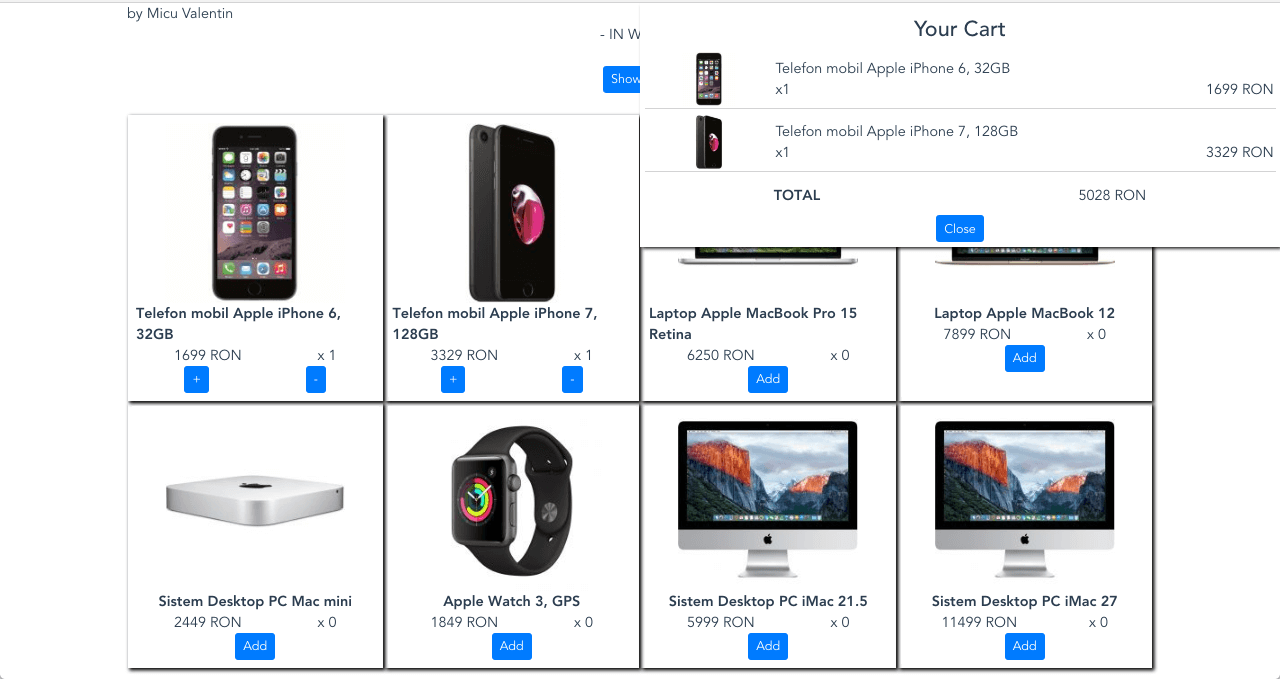 by Micu Valentin
- IN W
Show
Your Cart
Telefon mobil Apple iPhone 6, 32GB
x1
1699 RON
Telefon mobil Apple iPhone 7, 128GB
x1
3329 RON
TOTAL
5028 RON
Close
Telefon mobil Apple iPhone 6,
32GB
1699 RON
x 1
+
-
Telefon mobil Apple iPhone 7,
128GB
3329 RON
x 1
+
-
Laptop Apple MacBook Pro 15
Retina
6250 RON
x 0
Add
Laptop Apple MacBook 12
7899 RON
x 0
Add
Sistem Desktop PC Mac mini
2449 RON
x 0
Add
Apple Watch 3, GPS
1849 RON
x 0
Add
Sistem Desktop PC iMac 21.5
5999 RON
x 0
Add
Sistem Desktop PC iMac 27
11499 RON
x 0
Add